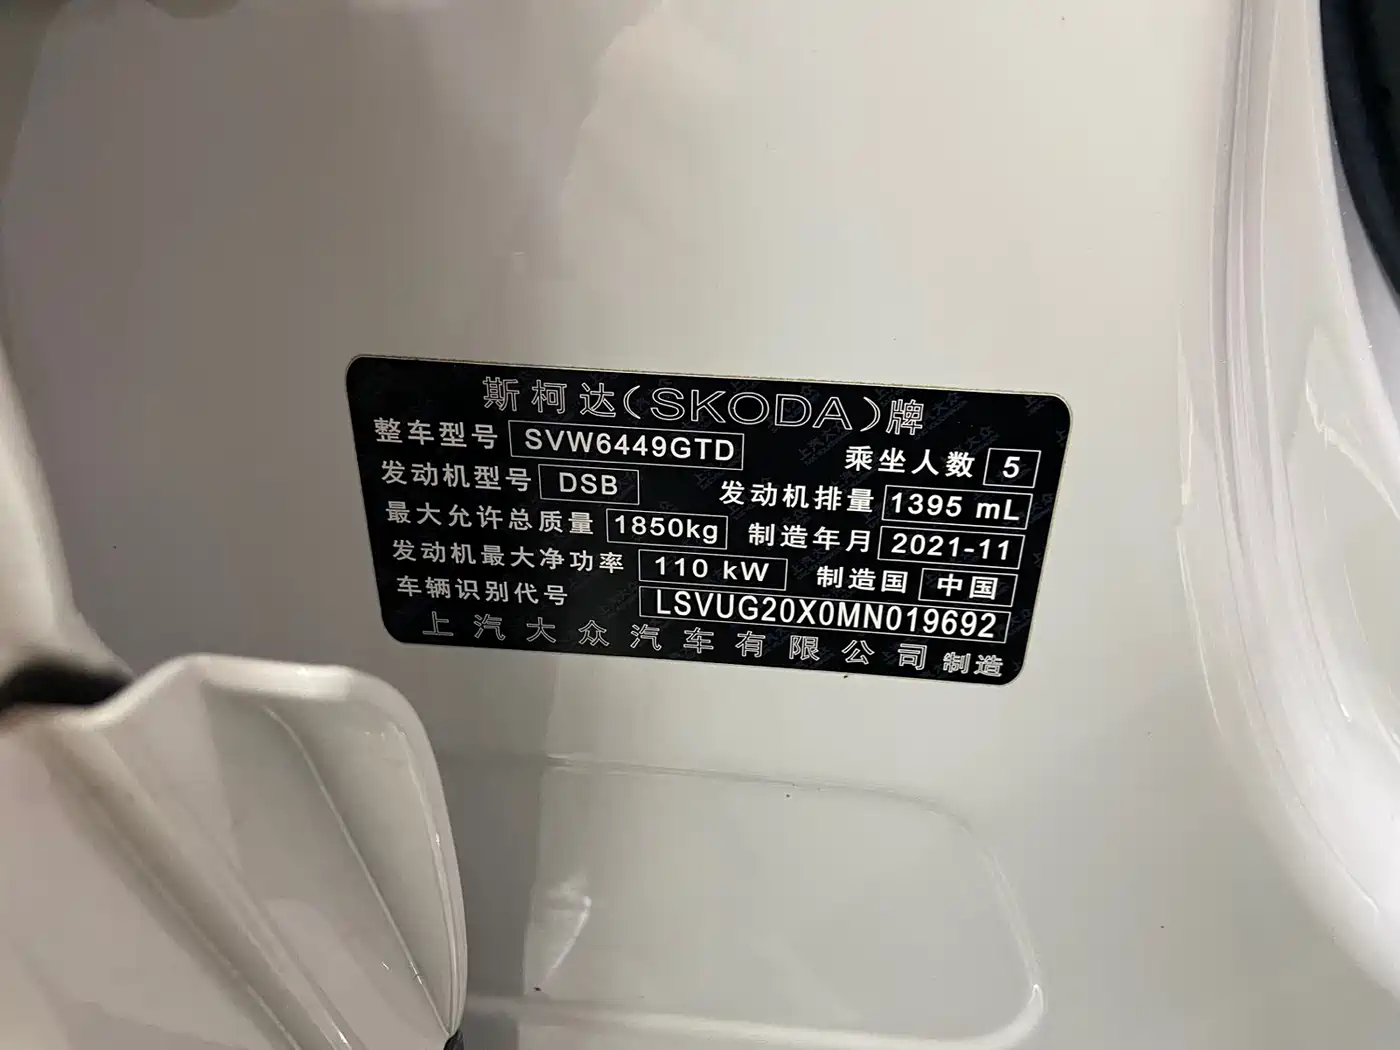 斯柯达(SKODA)牌
整车型号 SVW6449GTD 乘坐人数 5
发动机型号 DSB 发动机排量 1395 mL
最大允许总质量 1850kg 制造年月 2021-11
发动机最大净功率 110 kW 制造国 中国
车辆识别代号 LSVUG20X0MN019692
上汽大众汽车有限公司 制造